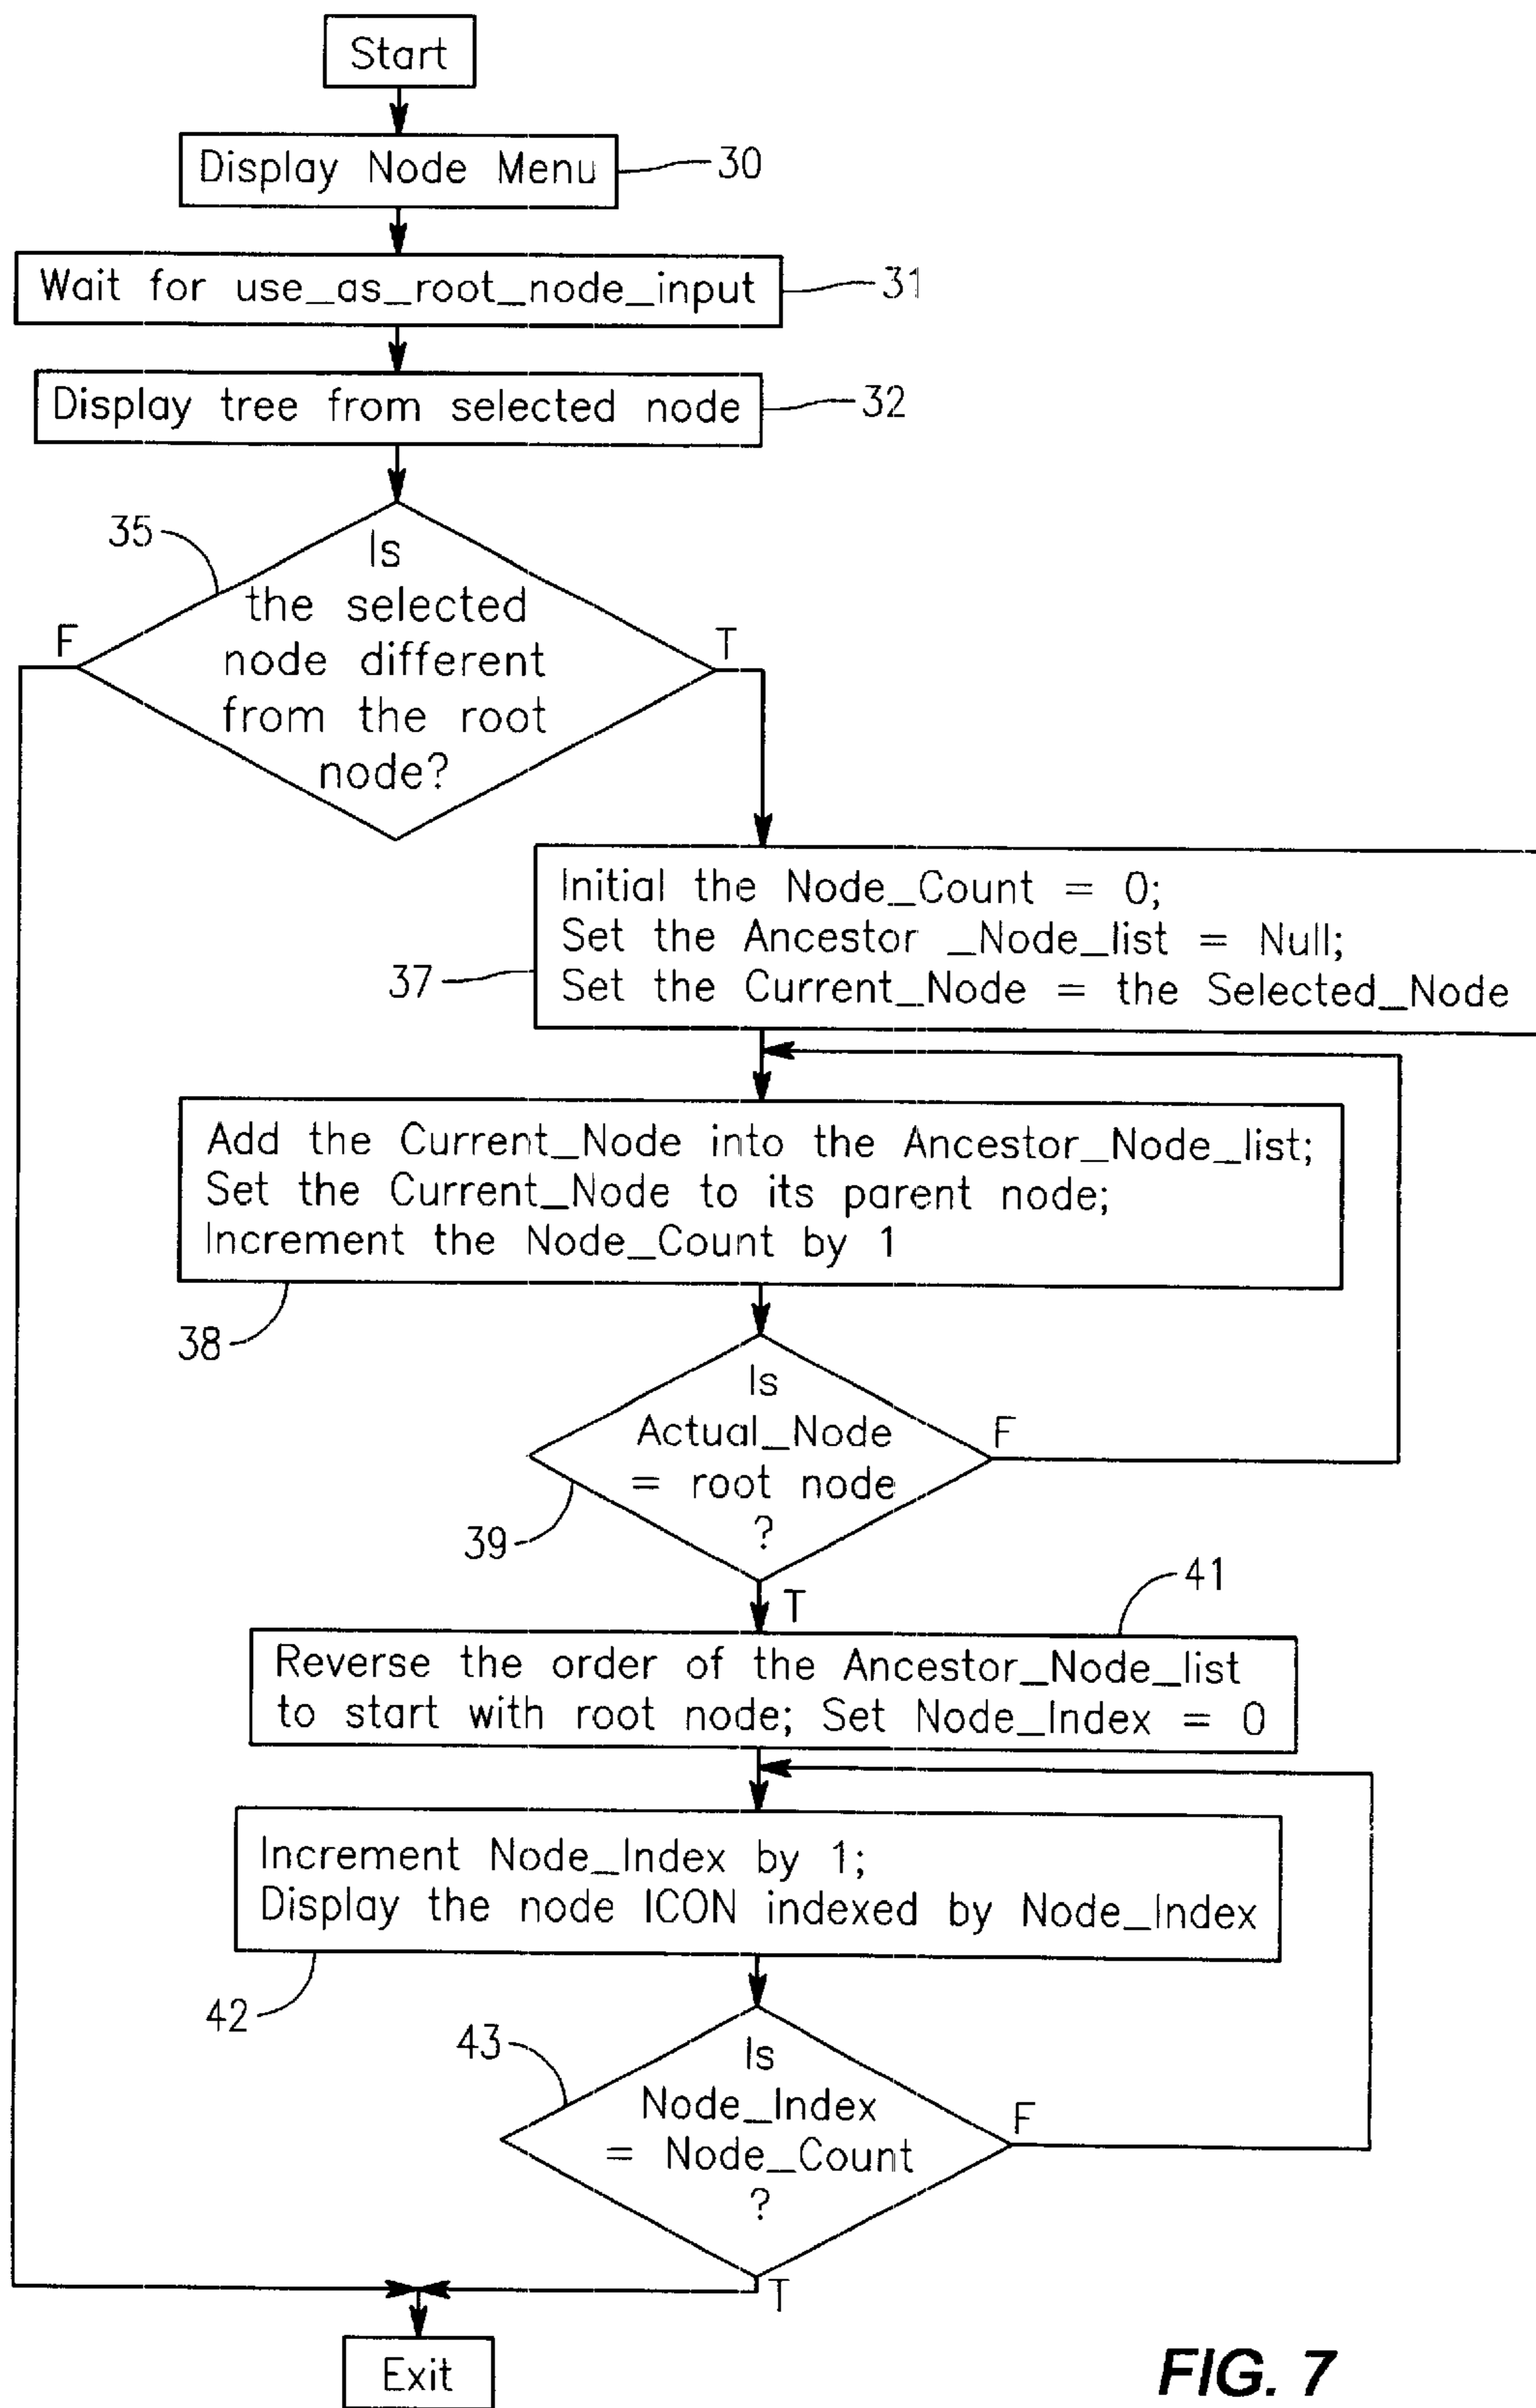 Start
Display Node Menu
30
Wait for use_as_root_node_input
31
Display tree from selected node
32
35
Is
the selected
node different
from the root
node?
F
T
Initial the Node_Count = 0;
Set the Ancestor _Node_list = Null;
Set the Current_Node = the Selected_Node
37
Add the Current_Node into the Ancestor_Node_list;
Set the Current_Node to its parent node;
Increment the Node_Count by 1
38
Is
Actual_Node
= root node
?
F
39
T
41
Reverse the order of the Ancestor_Node_list
to start with root node; Set Node_Index = 0
Increment Node_Index by 1;
Display the node ICON indexed by Node_Index
42
43
Is
Node_Index
= Node_Count
?
F
T
Exit
FIG. 7